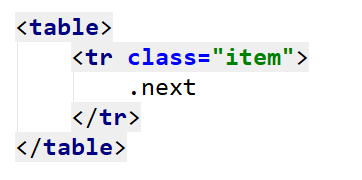 <table>
<tr class="item">
.next
</tr>
</table>